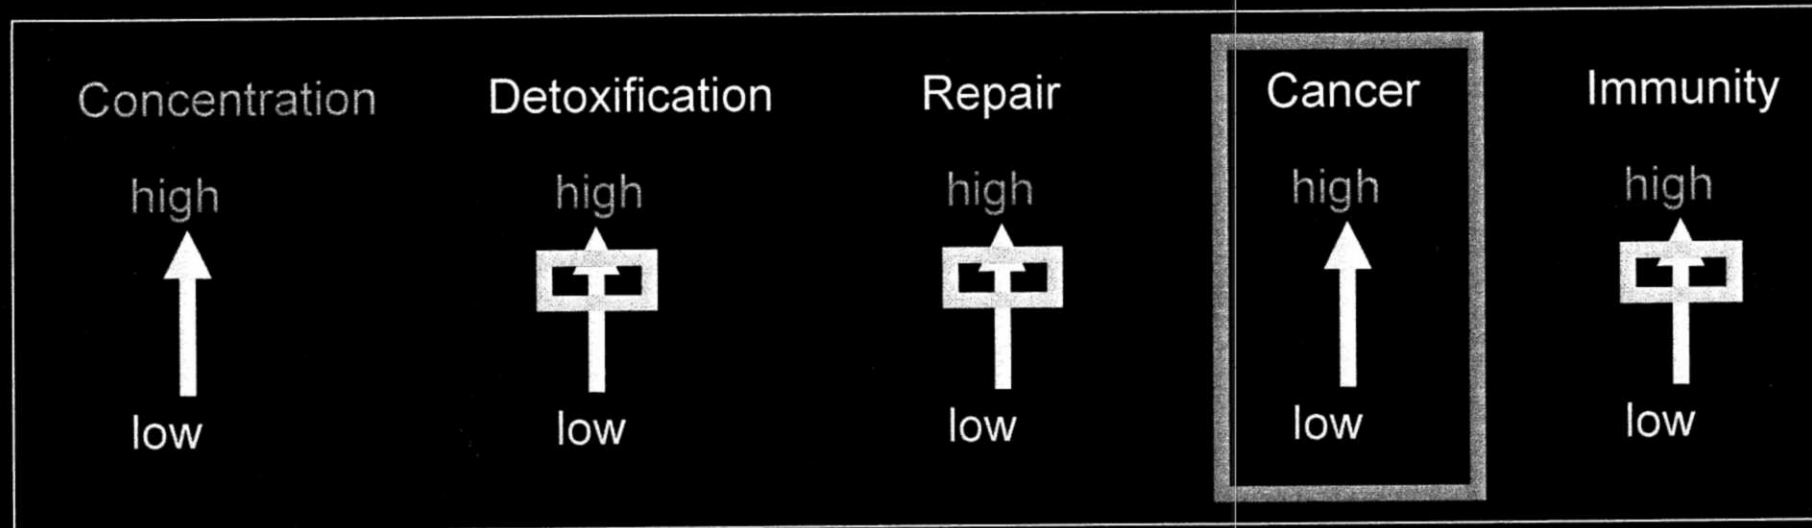 Concentration Detoxification Repair Cancer Immunity
high high high high high
low low low low low